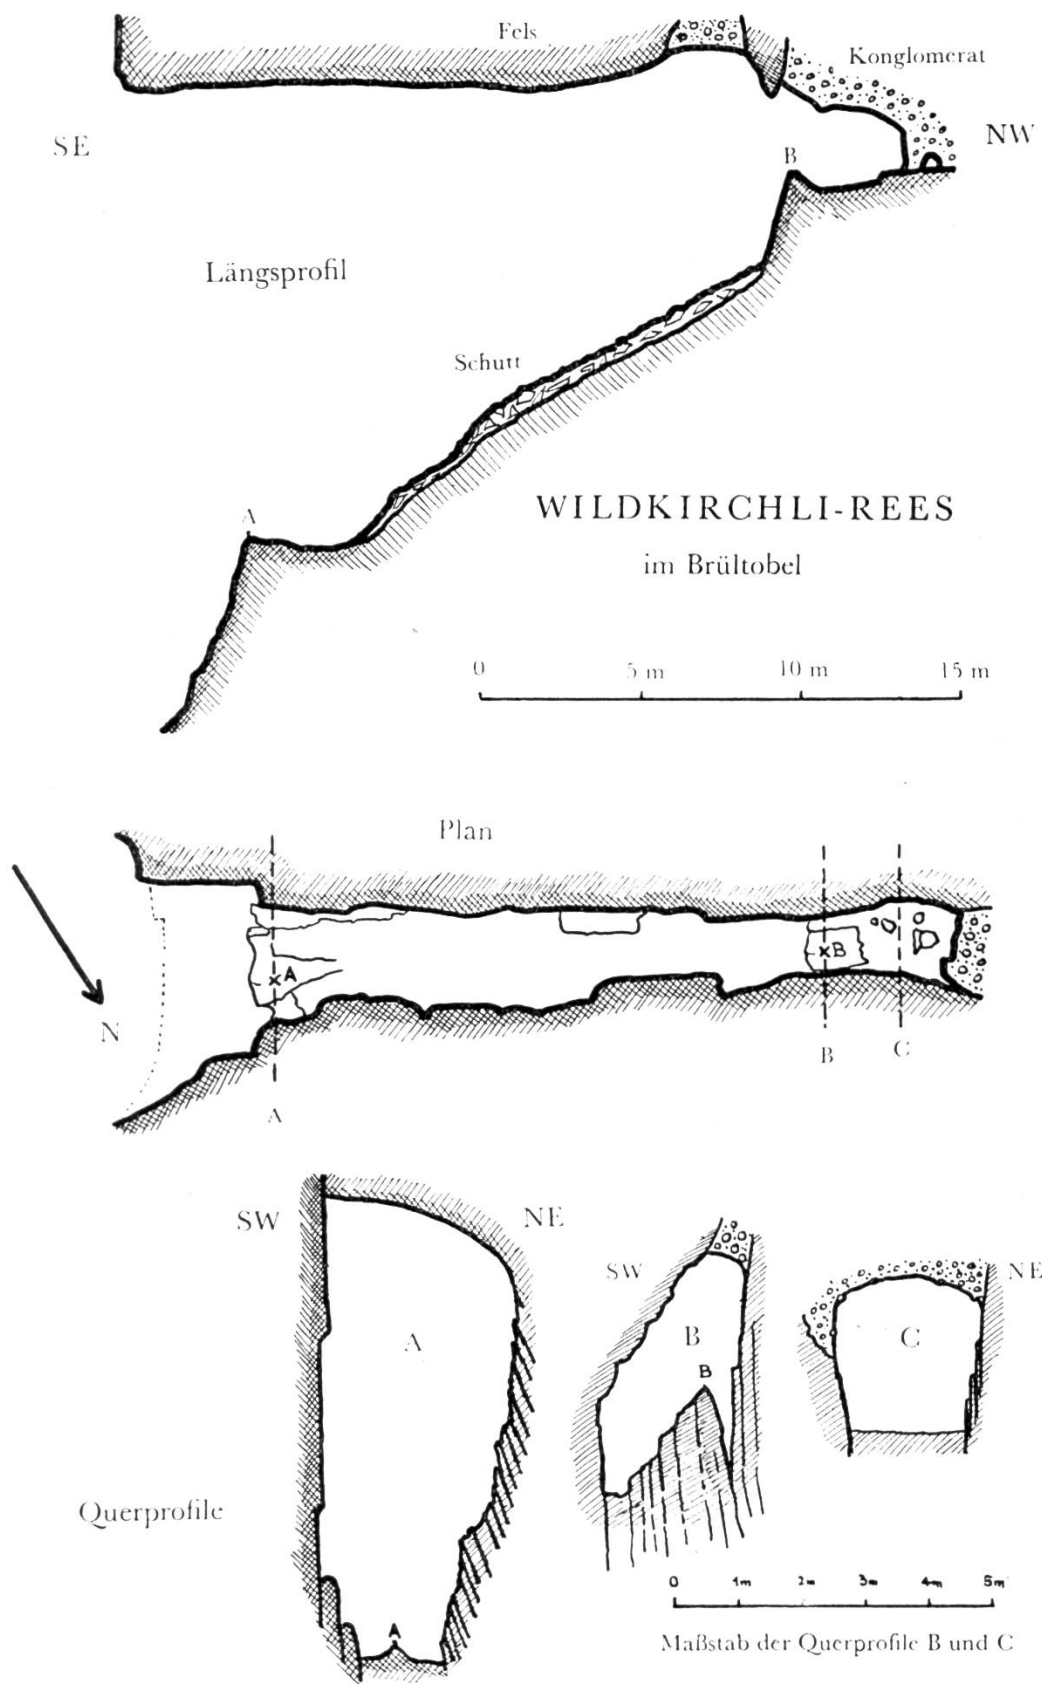 Fels
Konglomerat
SE
NW
B
Längsprofil
Schutt
A
WILDKIRCHLI-REES
im Brültobel
0 5 m 10 m 15 m
Plan
A
B
N
B
C
A
SW
NE
SW
NE
A
B
B
C
Querprofile
A
0 1m 2m 3m 4m 5m
Maßstab der Querprofile B und C